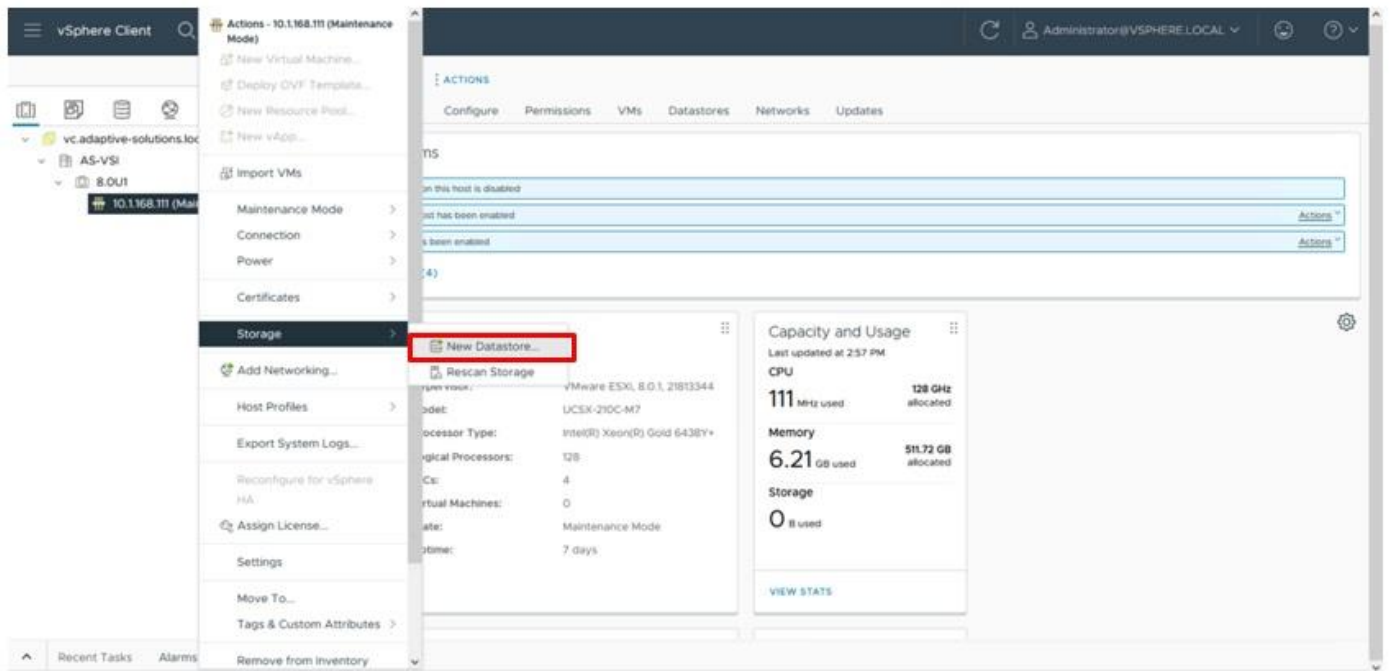 vSphere Client
Administrator@VSPHERE.LOCAL
Actions - 10.1.168.111 (Maintenance
Mode)
New Virtual Machine...
Deploy OVF Template...
New Resource Pool...
New vApp...
Import VMs
Maintenance Mode
Connection
Power
Certificates
Storage
Add Networking...
Host Profiles
Export System Logs...
Reconfigure for vSphere
HA
Assign License...
Settings
Move To...
Tags & Custom Attributes
Remove from Inventory
New Datastore...
Rescan Storage
vc.adaptive-solutions.loc
AS-VSI
8.0U1
10.1.168.111 (Mai
ACTIONS
Configure Permissions VMs Datastores Networks Updates
ms
on this host is disabled
ost has been enabled
Actions
s been enabled
Actions
(4)
VMware ESXi, 8.0.1, 21813344
odel: UCSX-210C-M7
ocessor Type: Intel(R) Xeon(R) Gold 6438Y+
ogical Processors: 128
Cs: 4
rtual Machines: 0
ate: Maintenance Mode
ptime: 7 days
Capacity and Usage
Last updated at 2:57 PM
CPU
111 MHz used
128 GHz
allocated
Memory
6.21 GB used
511.72 GB
allocated
Storage
0 B used
VIEW STATS
Recent Tasks Alarms